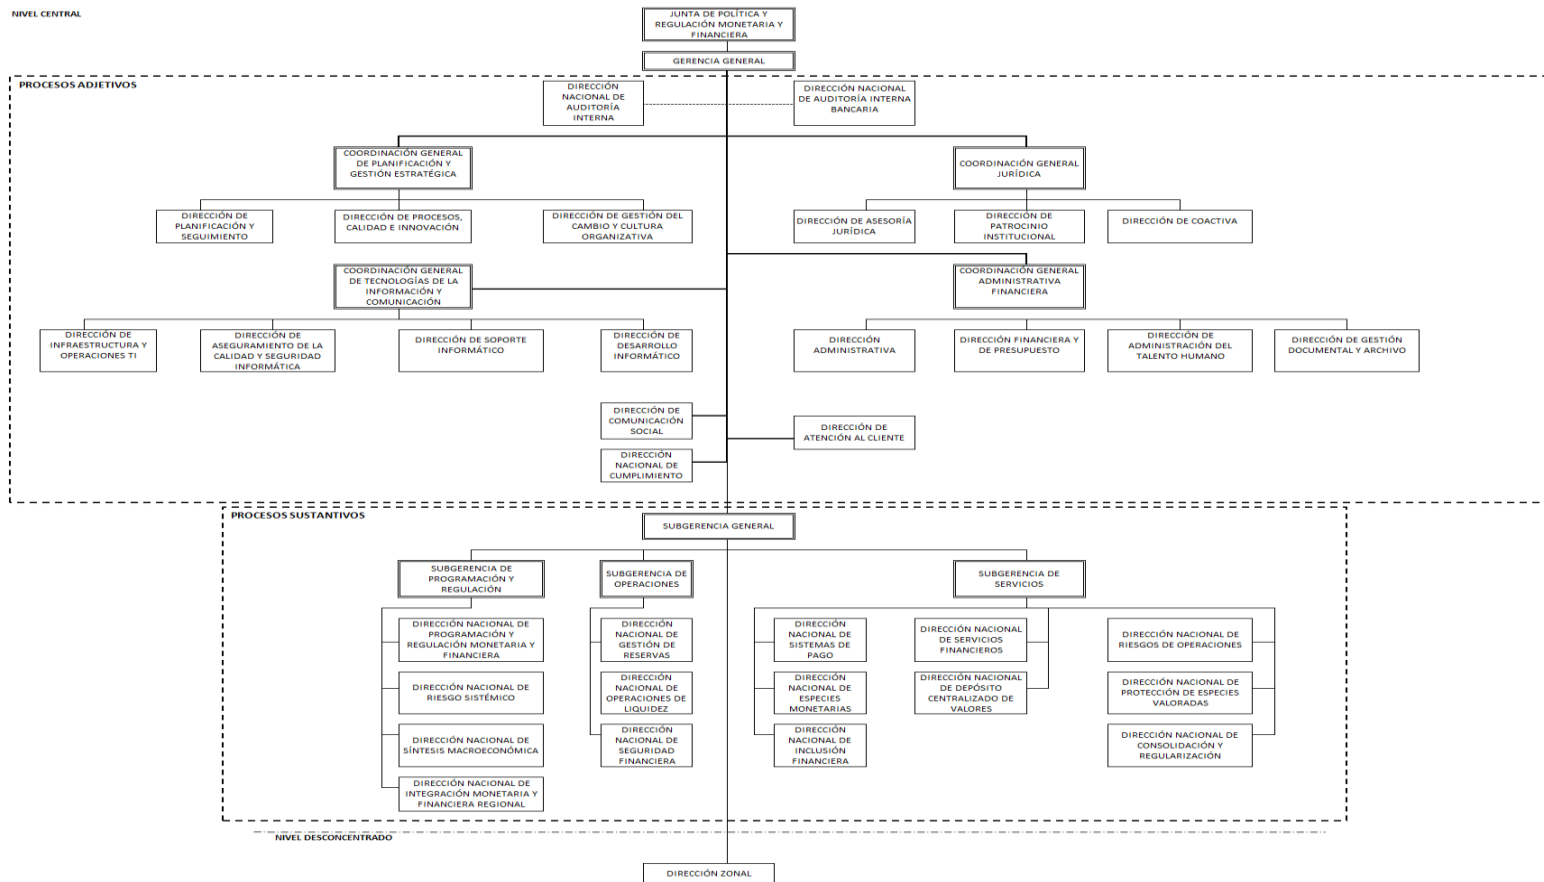 NIVEL CENTRAL
JUNTA DE POLÍTICA Y
REGULACIÓN MONETARIA Y
FINANCIERA
GERENCIA GENERAL
PROCESOS ADJETIVOS
DIRECCIÓN
NACIONAL DE
AUDITORÍA
INTERNA
DIRECCIÓN NACIONAL
DE AUDITORÍA INTERNA
BANCARIA
COORDINACIÓN GENERAL
DE PLANIFICACIÓN Y
GESTIÓN ESTRATÉGICA
COORDINACIÓN GENERAL
JURÍDICA
DIRECCIÓN DE
PLANIFICACIÓN Y
SEGUIMIENTO
DIRECCIÓN DE PROCESOS,
CALIDAD E INNOVACIÓN
DIRECCIÓN DE GESTIÓN DEL
CAMBIO Y CULTURA
ORGANIZATIVA
DIRECCIÓN DE ASESORÍA
JURÍDICA
DIRECCIÓN DE
PATROCINIO
INSTITUCIONAL
DIRECCIÓN DE COACTIVA
COORDINACIÓN GENERAL
DE TECNOLOGÍAS DE LA
INFORMACIÓN Y
COMUNICACIÓN
COORDINACIÓN GENERAL
ADMINISTRATIVA
FINANCIERA
DIRECCIÓN DE
INFRAESTRUCTURA Y
OPERACIONES TI
DIRECCIÓN DE
ASEGURAMIENTO DE LA
CALIDAD Y SEGURIDAD
INFORMÁTICA
DIRECCIÓN DE SOPORTE
INFORMÁTICO
DIRECCIÓN DE
DESARROLLO
INFORMÁTICO
DIRECCIÓN
ADMINISTRATIVA
DIRECCIÓN FINANCIERA Y
DE PRESUPUESTO
DIRECCIÓN DE
ADMINISTRACIÓN DEL
TALENTO HUMANO
DIRECCIÓN DE GESTIÓN
DOCUMENTAL Y ARCHIVO
DIRECCIÓN DE
COMUNICACIÓN
SOCIAL
DIRECCIÓN DE
ATENCIÓN AL CLIENTE
DIRECCIÓN
NACIONAL DE
CUMPLIMIENTO
PROCESOS SUSTANTIVOS
SUBGERENCIA GENERAL
SUBGERENCIA DE
PROGRAMACIÓN Y
REGULACIÓN
SUBGERENCIA DE
OPERACIONES
SUBGERENCIA DE
SERVICIOS
DIRECCIÓN NACIONAL DE
PROGRAMACIÓN Y
REGULACIÓN MONETARIA Y
FINANCIERA
DIRECCIÓN
NACIONAL DE
GESTIÓN DE
RESERVAS
DIRECCIÓN
NACIONAL DE
SISTEMAS DE
PAGO
DIRECCIÓN NACIONAL
DE SERVICIOS
FINANCIEROS
DIRECCIÓN NACIONAL DE
RIESGOS DE OPERACIONES
DIRECCIÓN NACIONAL DE
RIESGO SISTÉMICO
DIRECCIÓN
NACIONAL DE
OPERACIONES DE
LIQUIDEZ
DIRECCIÓN
NACIONAL DE
ESPECIES
MONETARIAS
DIRECCIÓN NACIONAL
DE DEPÓSITO
CENTRALIZADO DE
VALORES
DIRECCIÓN NACIONAL DE
PROTECCIÓN DE ESPECIES
VALORADAS
DIRECCIÓN NACIONAL DE
SÍNTESIS MACROECONÓMICA
DIRECCIÓN
NACIONAL DE
SEGURIDAD
FINANCIERA
DIRECCIÓN
NACIONAL DE
INCLUSIÓN
FINANCIERA
DIRECCIÓN NACIONAL DE
CONSOLIDACIÓN Y
REGULARIZACIÓN
DIRECCIÓN NACIONAL DE
INTEGRACIÓN MONETARIA Y
FINANCIERA REGIONAL
NIVEL DESCONCENTRADO
DIRECCIÓN ZONAL